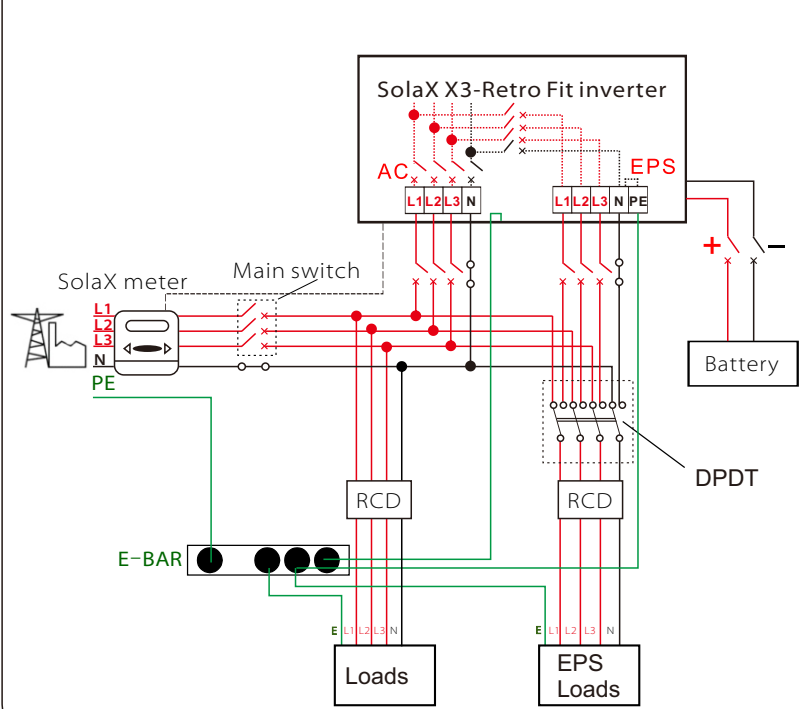 SolaX X3-Retro Fit inverter
AC
EPS
L1 L2 L3 N
L1 L2 L3 N PE
+
−
SolaX meter
Main switch
L1
L2
L3
N
PE
Battery
DPDT
RCD
RCD
E-BAR
E L1 L2 L3 N
E L1 L2 L3 N
Loads
EPS
Loads